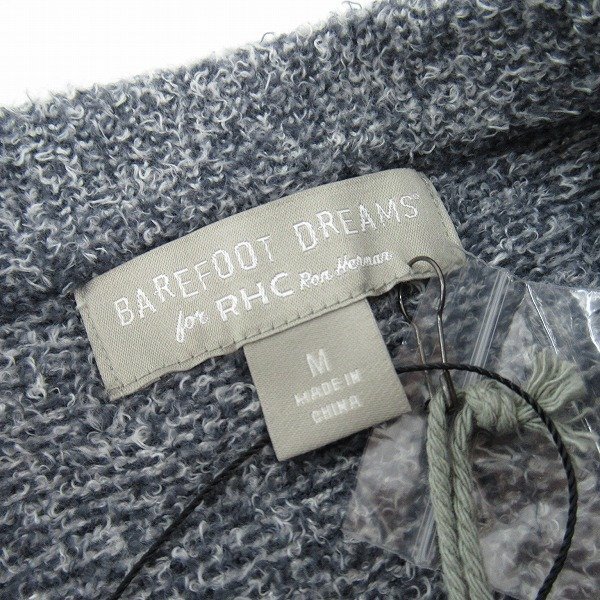 BAREFOOT DREAMS®
for RHC Ron Herman
M
MADE IN
CHINA